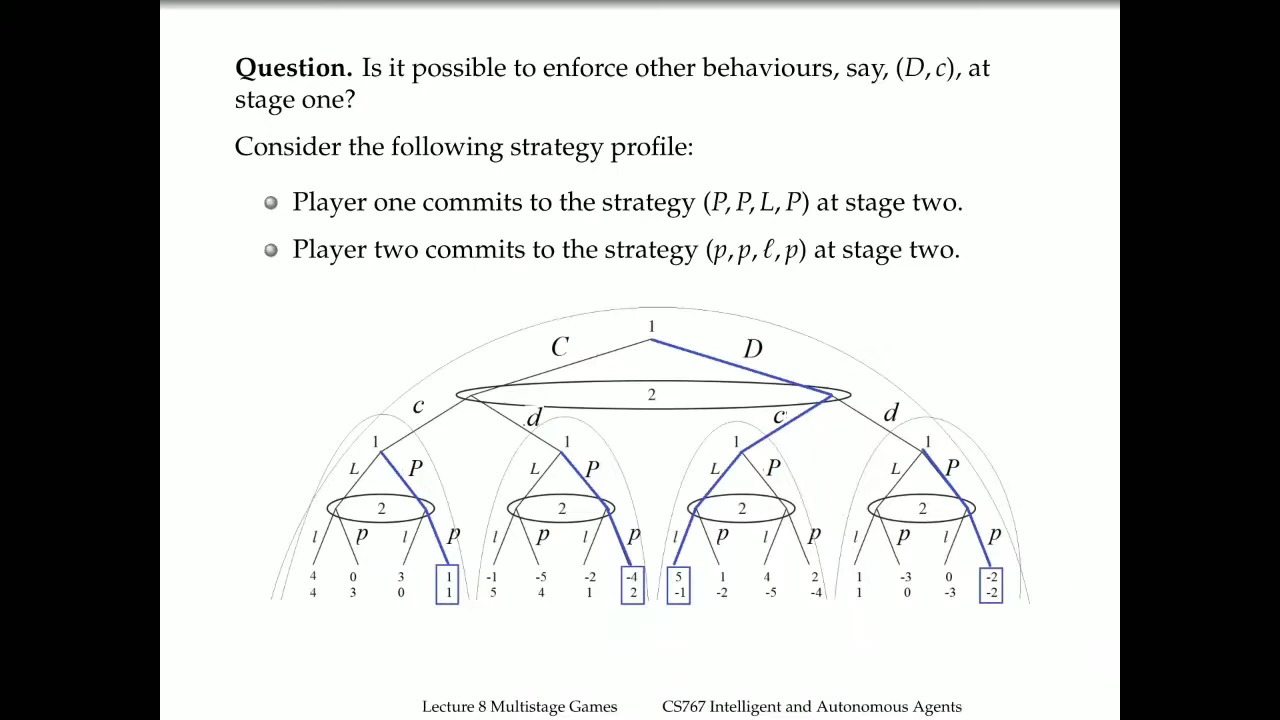 Question. Is it possible to enforce other behaviours, say, (D, c), at
stage one?
Consider the following strategy profile:
Player one commits to the strategy (P, P, L, P) at stage two.
Player two commits to the strategy (p, p, ℓ, p) at stage two.
1
C D
2
c d c d
1 1 1 1
L P L P L P L P
2 2 2 2
l p l p l p l p l p l p l p l p
4 0 3 1 -1 -5 -2 -4 5 1 4 2 1 -3 0 -2
4 3 0 1 5 4 1 2 -1 -2 -5 -4 1 0 -3 -2
Lecture 8 Multistage Games CS767 Intelligent and Autonomous Agents